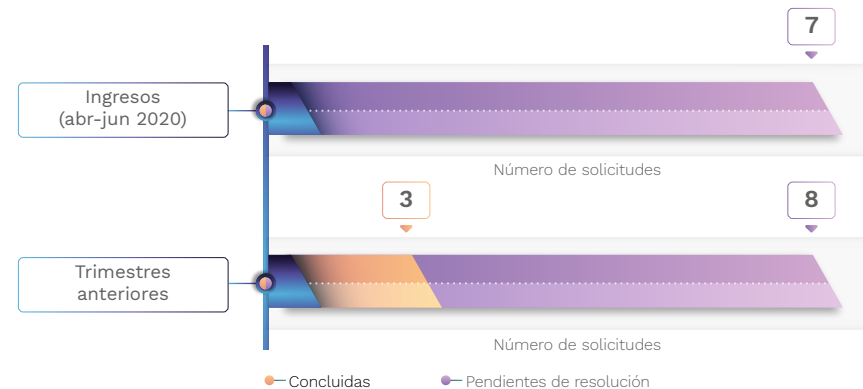 7
Ingresos
(abr-jun 2020)
Número de solicitudes
3
8
Trimestres
anteriores
Número de solicitudes
Concluidas
Pendientes de resolución